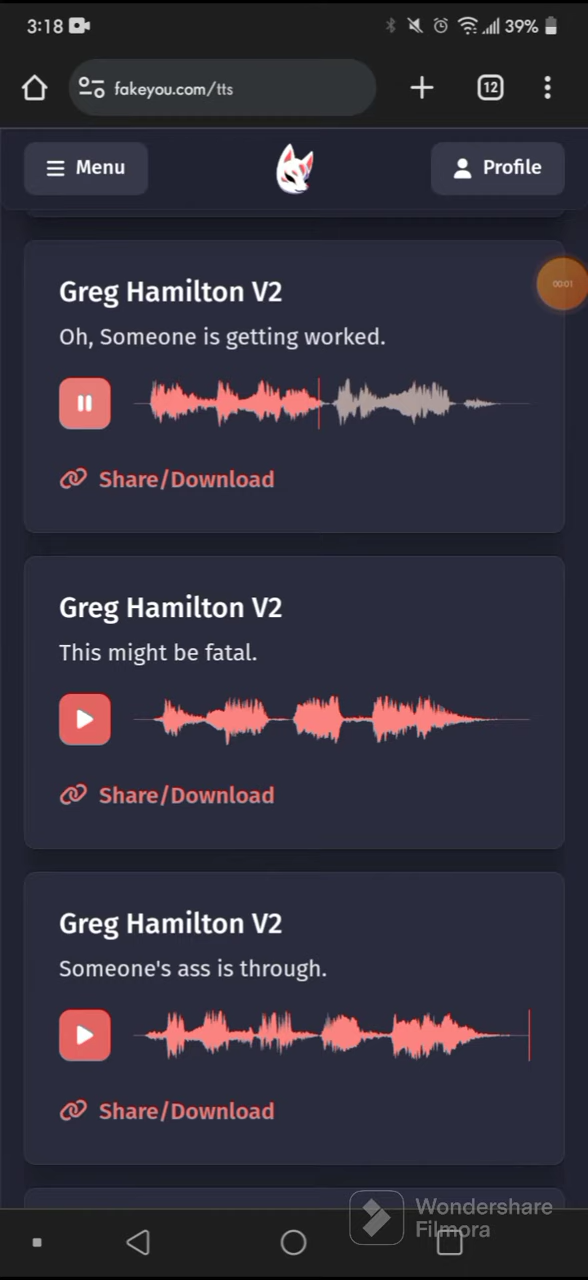 3:18 39%
fakeyou.com/tts 12
Menu Profile
Greg Hamilton V2
00:01
Oh, Someone is getting worked.
Share/Download
Greg Hamilton V2
This might be fatal.
Share/Download
Greg Hamilton V2
Someone's ass is through.
Share/Download
Wondershare
Filmora